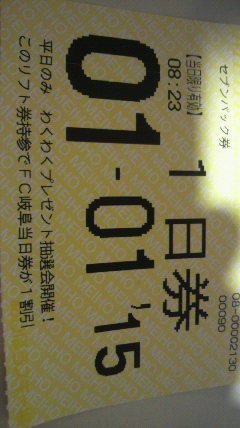 セブンパック券
08-00002130
00090
1日券
【当日限り有効】
08:23
01-01,'15
平日のみ わくわくプレゼント抽選会開催!
このリフト券持参でFC岐阜当日券が1割引